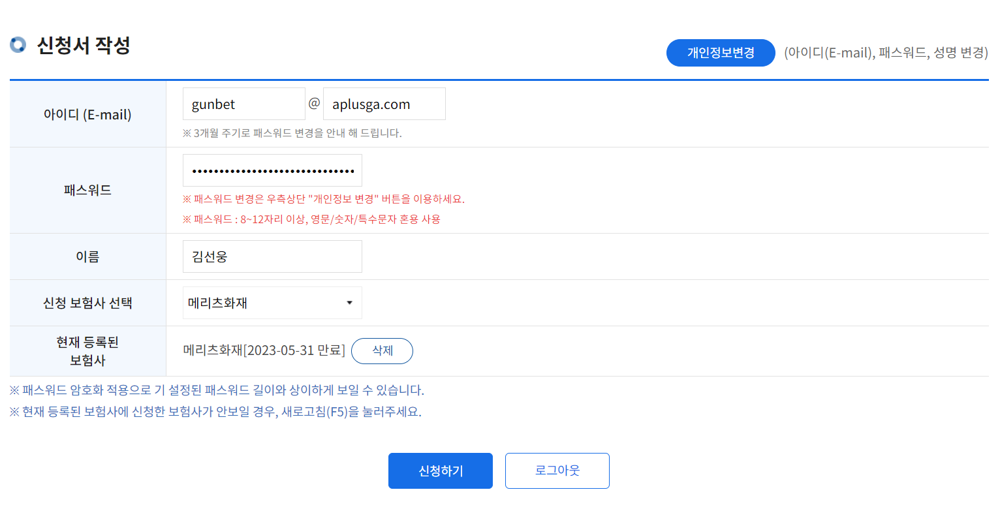 신청서 작성
개인정보변경 (아이디(E-mail), 패스워드, 성명 변경)
아이디 (E-mail) gunbet @ aplusga.com
※ 3개월 주기로 패스워드 변경을 안내 해 드립니다.
패스워드 ••••••••••••••••••••••••••••••
※ 패스워드 변경은 우측상단 "개인정보 변경" 버튼을 이용하세요.
※ 패스워드 : 8~12자리 이상, 영문/숫자/특수문자 혼용 사용
이름 김선웅
신청 보험사 선택 메리츠화재
현재 등록된
보험사
메리츠화재[2023-05-31 만료] 삭제
※ 패스워드 암호화 적용으로 기 설정된 패스워드 길이와 상이하게 보일 수 있습니다.
※ 현재 등록된 보험사에 신청한 보험사가 안보일 경우, 새로고침(F5)을 눌러주세요.
신청하기 로그아웃